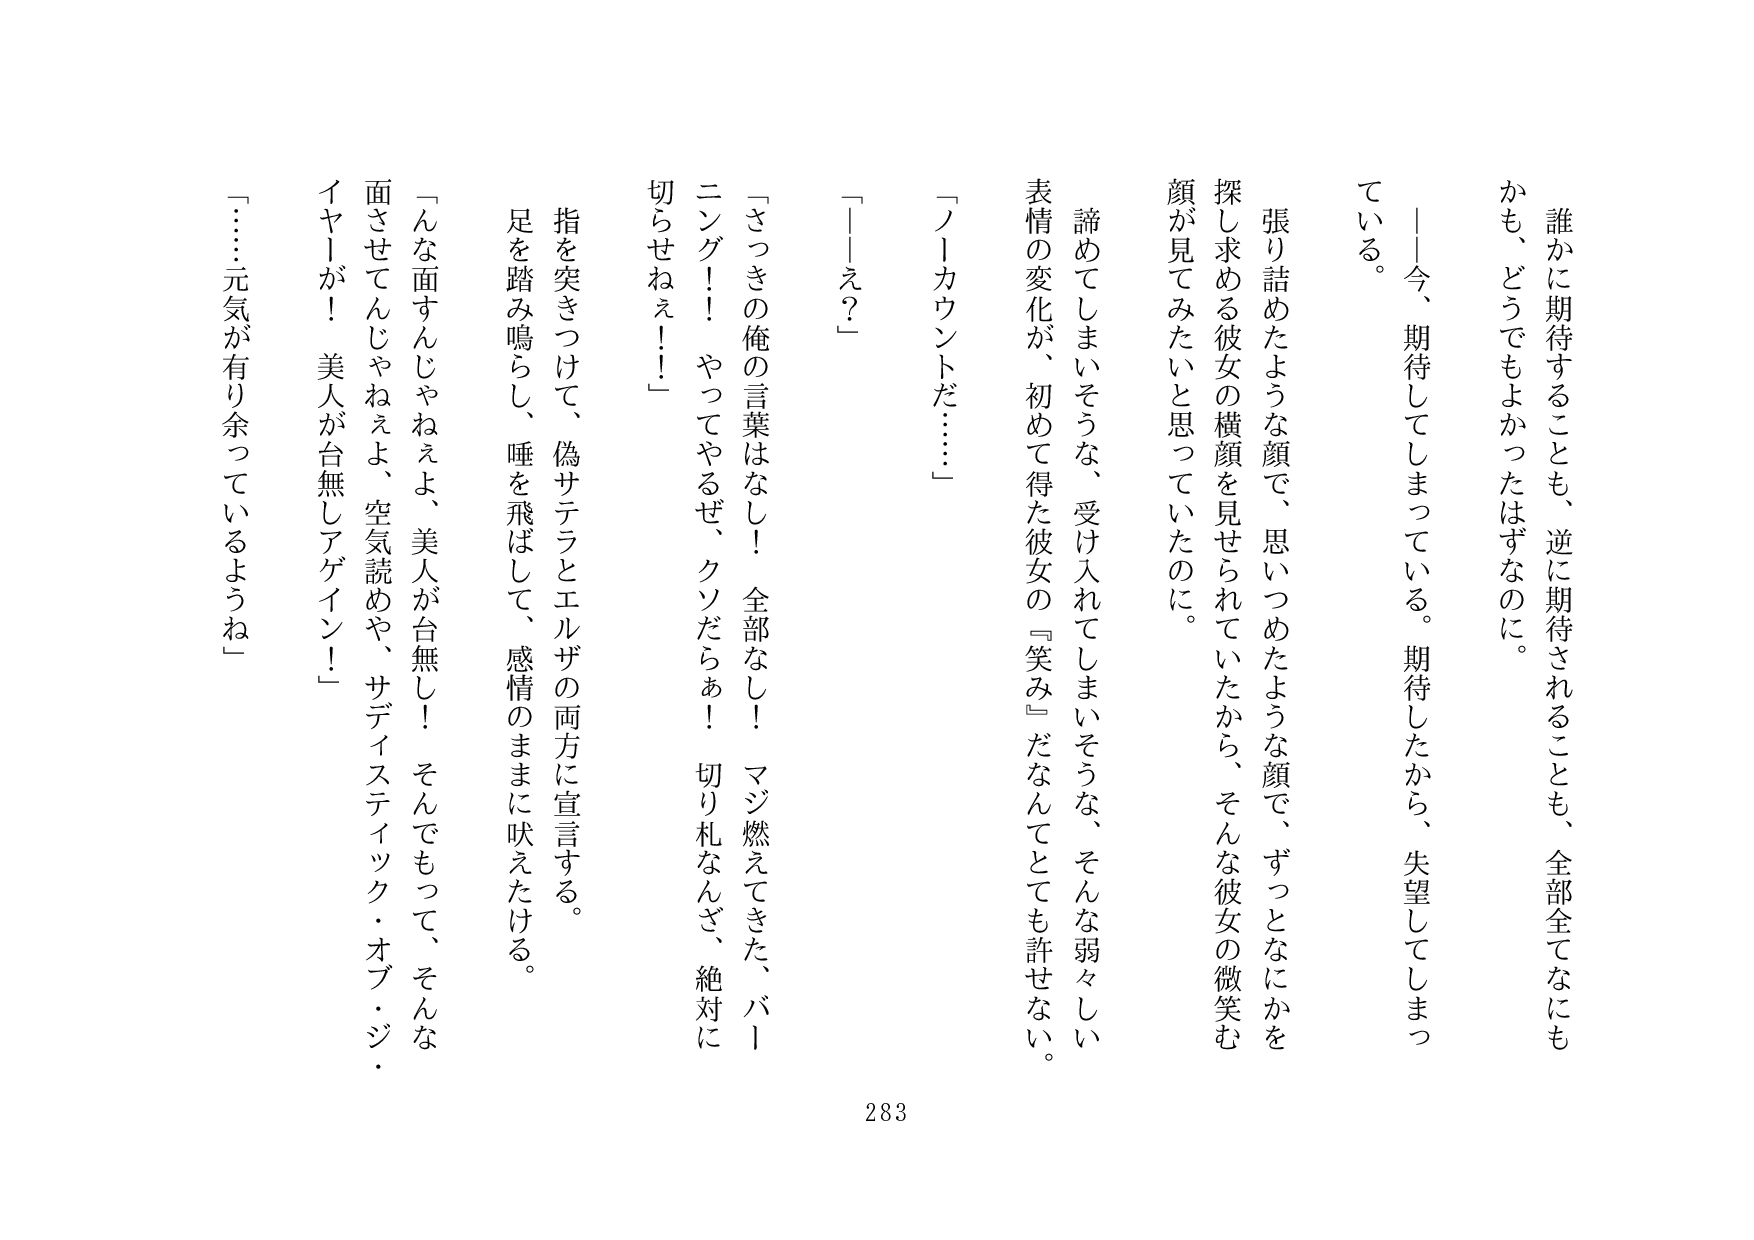 誰かに期待することも、逆に期待されることも、全部全てなにも
かも、どうでもよかったはずなのに。
　――今、期待してしまっている。期待したから、失望してしまっ
ている。
　張り詰めたような顔で、思いつめたような顔で、ずっとなにかを
探し求める彼女の横顔を見せられていたから、そんな彼女の微笑む
顔が見てみたいと思っていたのに。
　諦めてしまいそうな、受け入れてしまいそうな、そんな弱々しい
表情の変化が、初めて得た彼女の『笑み』だなんてとても許せない。
「ノーカウントだ……」
「――え？」
「さっきの俺の言葉はなし！　全部なし！　マジ燃えてきた、バー
ニング！！　やってやるぜ、クソだらぁ！　切り札なんざ、絶対に
切らせねぇ！！」
　指を突きつけて、偽サテラとエルザの両方に宣言する。
　足を踏み鳴らし、唾を飛ばして、感情のままに吠えたける。
「んな面すんじゃねぇよ、美人が台無し！　そんでもって、そんな
面させてんじゃねぇよ、空気読めや、サディスティック・オブ・ジ・
イヤーが！　美人が台無しアゲイン！」
「……元気が有り余っているようね」
283